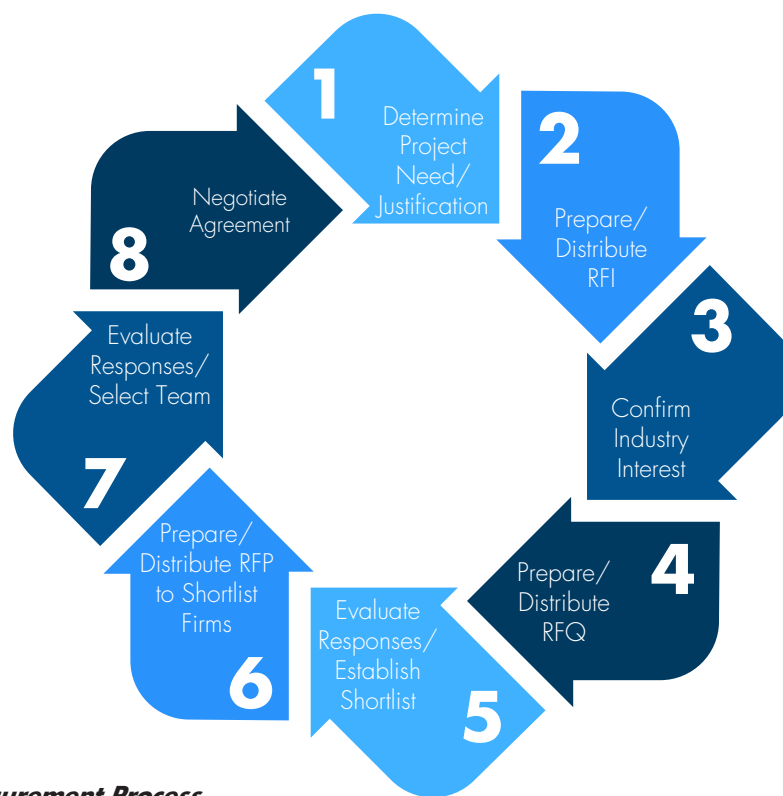 1
Determine
Project
Need/
Justification
2
Prepare/
Distribute
RFI
3
Confirm
Industry
Interest
4
Prepare/
Distribute
RFQ
5
Evaluate
Responses/
Establish
Shortlist
6
Prepare/
Distribute RFP
to Shortlist
Firms
7
Evaluate
Responses/
Select Team
8
Negotiate
Agreement
Process